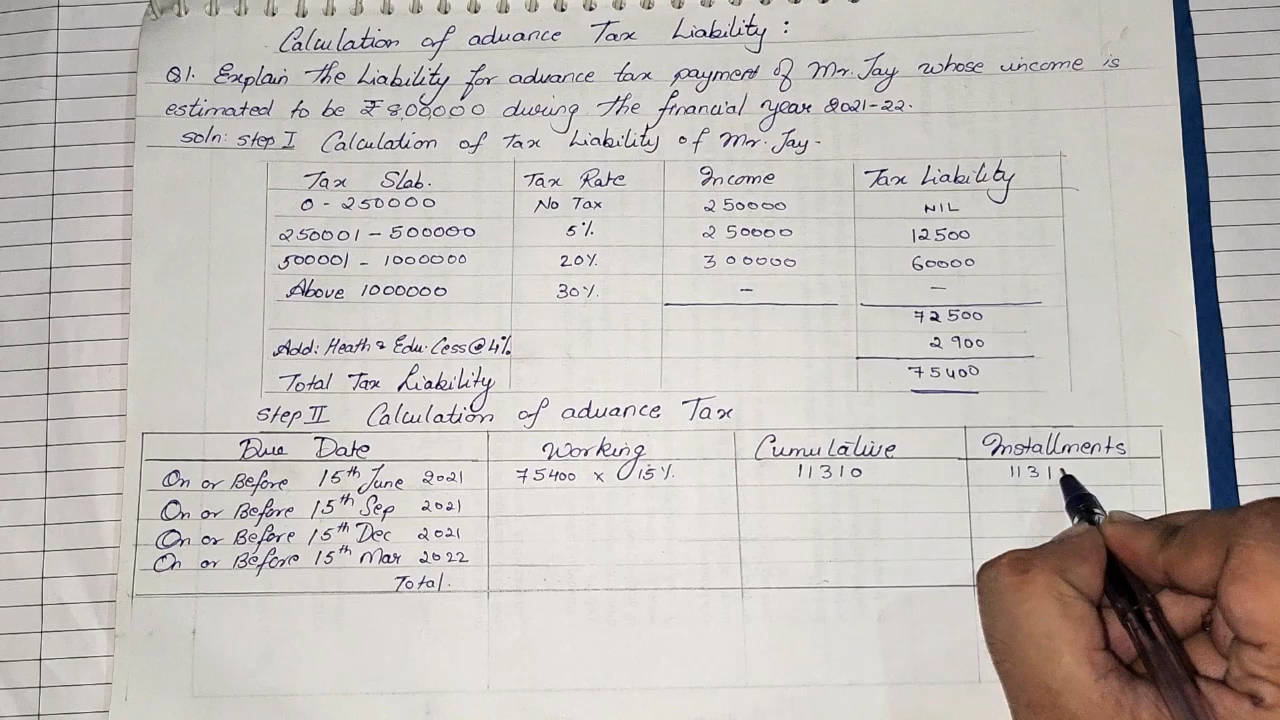 Calculation of advance Tax Liability :
Q1. Explain the Liability for advance tax payment of Mr. Jay whose income is
estimated to be ₹ 8,00,000 during the financial year 2021-22.
Soln: Step I Calculation of Tax Liability of Mr. Jay-
Tax Slab. Tax Rate Income Tax Liability
0 - 250000 No Tax 250000 NIL
250001 - 500000 5% 250000 12500
500001 - 1000000 20% 300000 60000
Above 1000000 30% - -
72500
Add: Heath & Edu. Cess @ 4% 2900
Total Tax Liability 75400
Step II Calculation of advance Tax
Due Date Working Cumulative Installments
On or Before 15th June 2021 75400 x 15% 11310 1131
On or Before 15th Sep 2021
On or Before 15th Dec 2021
On or Before 15th Mar 2022
Total.